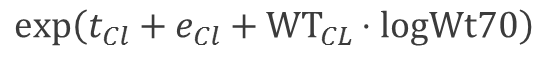 exp(t_{Cl} + e_{Cl} + WT_{CL} · logWt70)